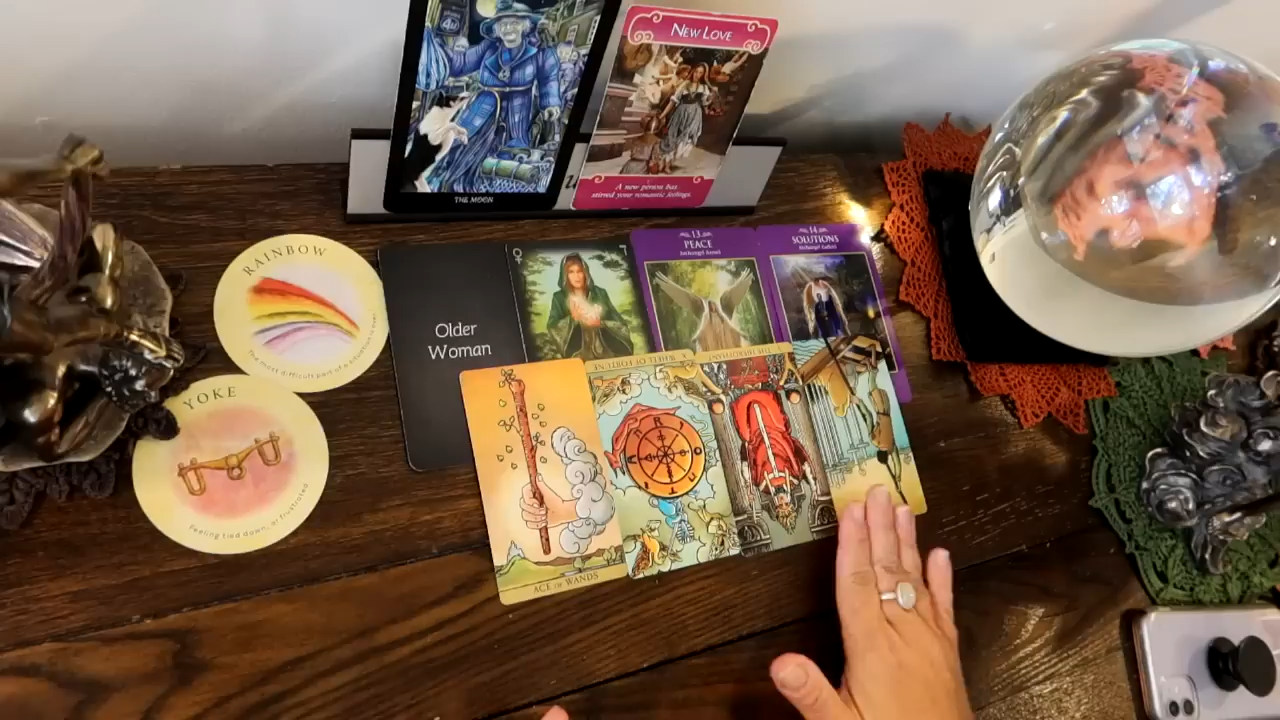 THE MOON
NEW LOVE
A new person has
stirred your romantic feelings.
RAINBOW
The most difficult part of a situation is over
YOKE
Feeling tied down, or frustrated
Older
Woman
13
PEACE
14
SOLUTIONS
ACE OF WANDS
X WHEEL OF FORTUNE
THE HIEROPHANT